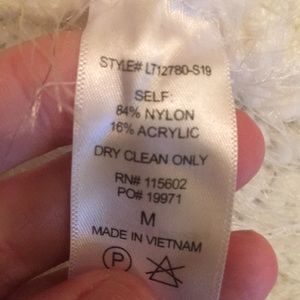 STYLE# LT12780-S19
SELF:
84% NYLON
16% ACRYLIC
DRY CLEAN ONLY
RN# 115602
PO# 19971
M
MADE IN VIETNAM
P